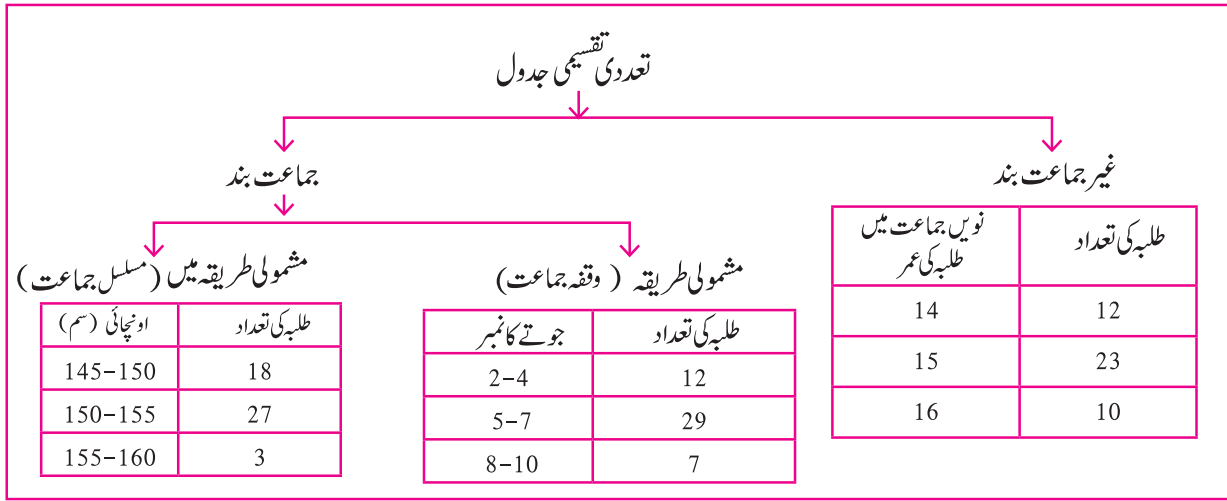 تعددی تقسیمی جدول
غیر جماعت بند
جماعت بند
طلبہ کی تعداد نویں جماعت میں طلبہ کی عمر
12 14
23 15
10 16
مشمولی طریقہ ( وقفہ جماعت)
طلبہ کی تعداد جوتے کا نمبر
12 2-4
29 5-7
7 8-10
مشمولی طریقہ میں (مسلسل جماعت)
طلبہ کی تعداد اونچائی (سم)
18 145-150
27 150-155
3 155-160